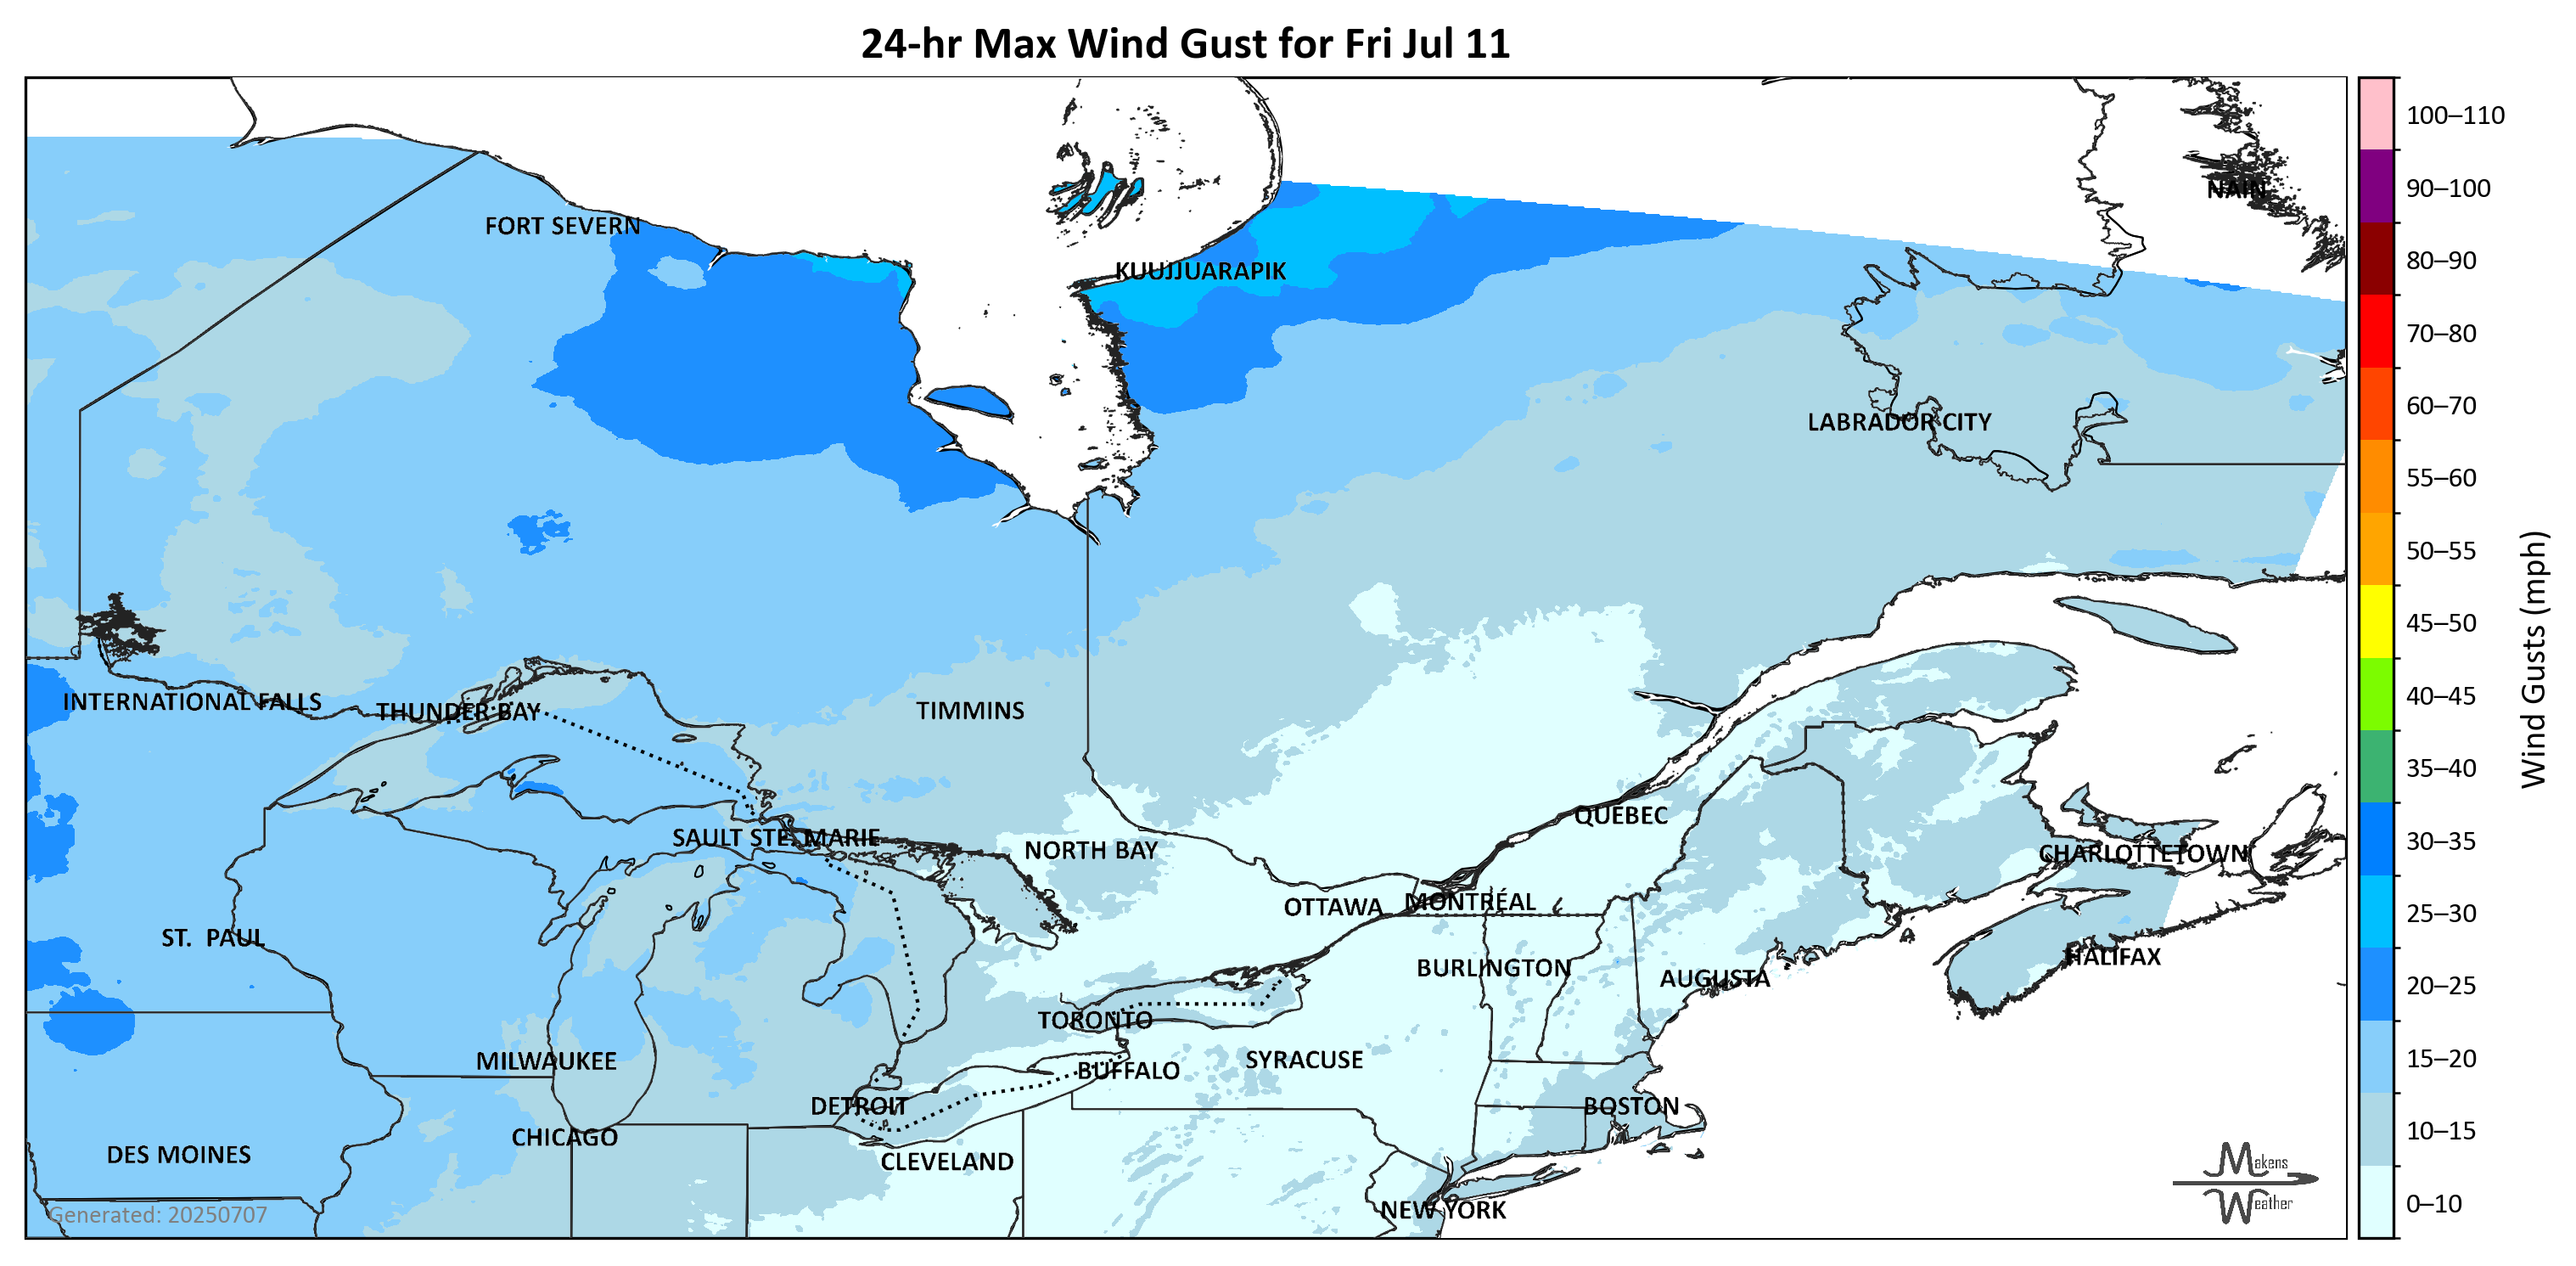 24-hr Max Wind Gust for Fri Jul 11
100–110
90–100
NAIN
80–90
FORT SEVERN
KUUJJUARAPIK
70–80
60–70
LABRADOR CITY
55–60
50–55
45–50
Wind Gusts (mph)
40–45
INTERNATIONAL FALLS
THUNDER BAY
TIMMINS
35–40
QUEBEC
SAULT STE. MARIE
30–35
NORTH BAY
CHARLOTTETOWN
OTTAWA
MONTRÉAL
25–30
ST. PAUL
HALIFAX
BURLINGTON
AUGUSTA
20–25
TORONTO
MILWAUKEE
SYRACUSE
15–20
BUFFALO
DETROIT
BOSTON
10–15
CHICAGO
DES MOINES
CLEVELAND
Makens
Weather
NEW YORK
0–10
Generated: 20250707